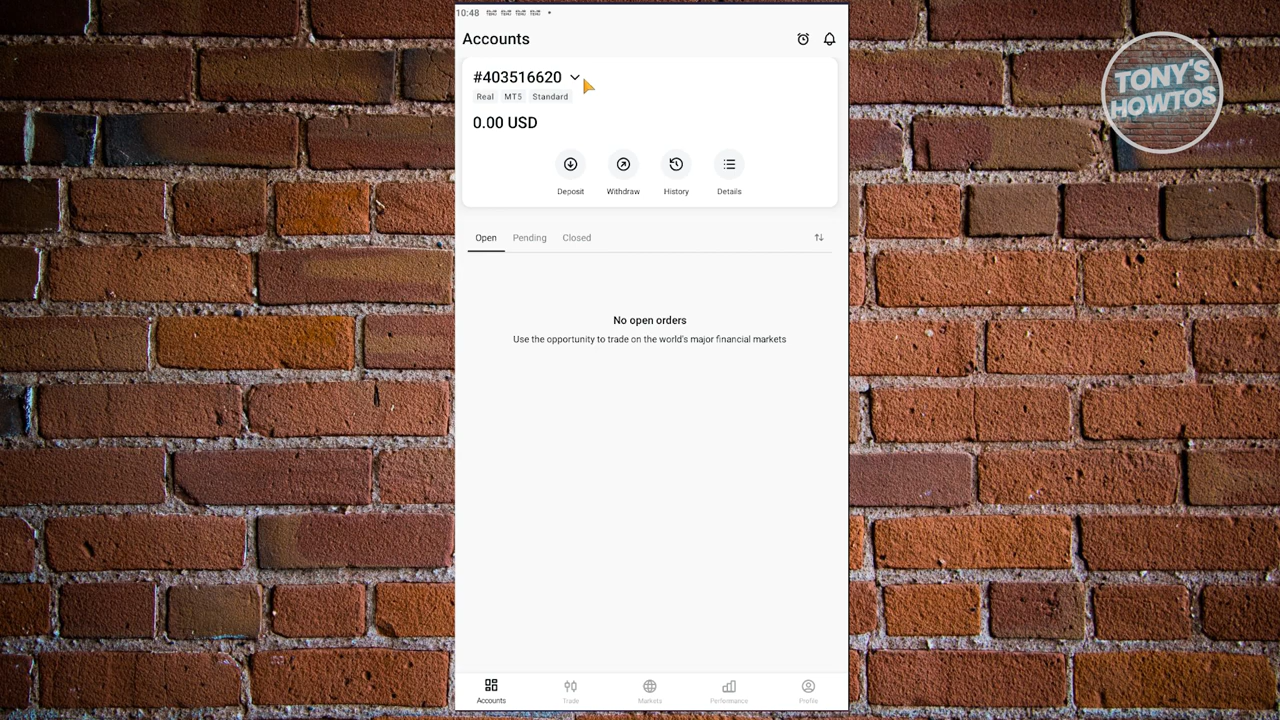 10:48
Accounts
#403516620
Real MT5 Standard
0.00 USD
Deposit Withdraw History Details
Open Pending Closed
No open orders
Use the opportunity to trade on the world's major financial markets
Accounts Trade Markets Performance Profile
TONY'S
HOWTOS